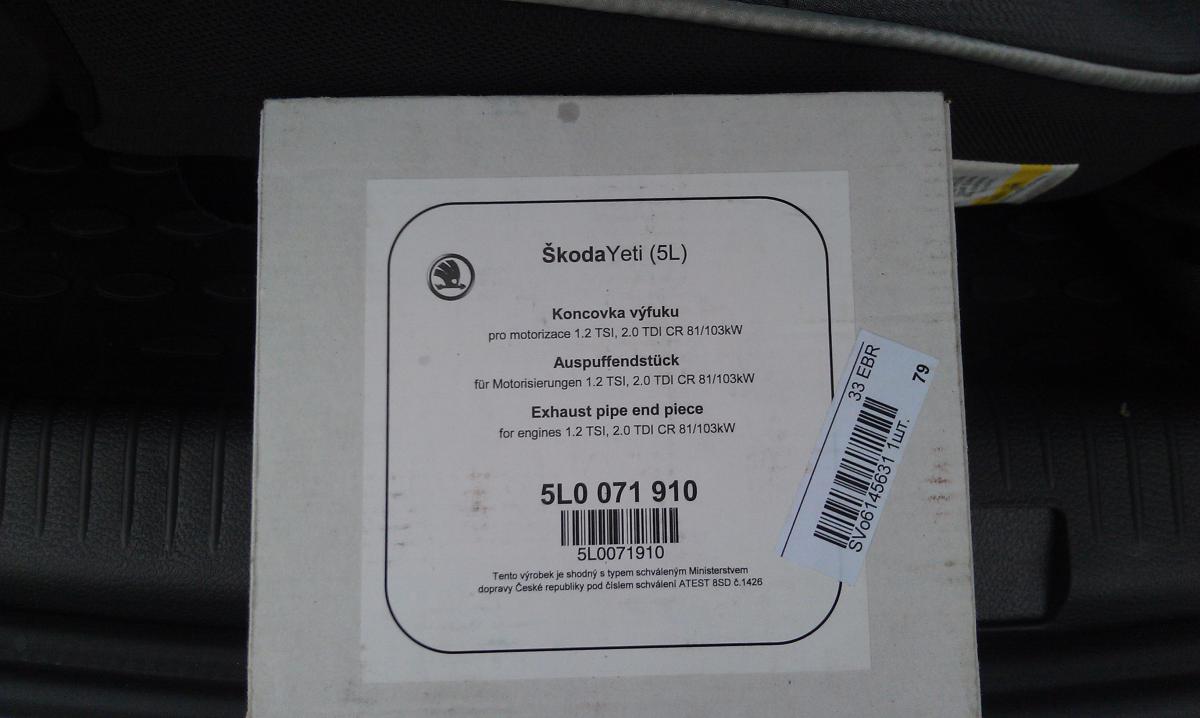 ŠkodaYeti (5L)
Koncovka výfuku
pro motorizace 1.2 TSI, 2.0 TDI CR 81/103kW
Auspuffendstück
für Motorisierungen 1.2 TSI, 2.0 TDI CR 81/103kW
Exhaust pipe end piece
for engines 1.2 TSI, 2.0 TDI CR 81/103kW
5L0 071 910
5L0071910
Tento výrobek je shodný s typem schváleným Ministerstvem
dopravy České republiky pod číslem schválení ATEST 8SD č.1426
33 EBR
79
SVo6145631 1шт.